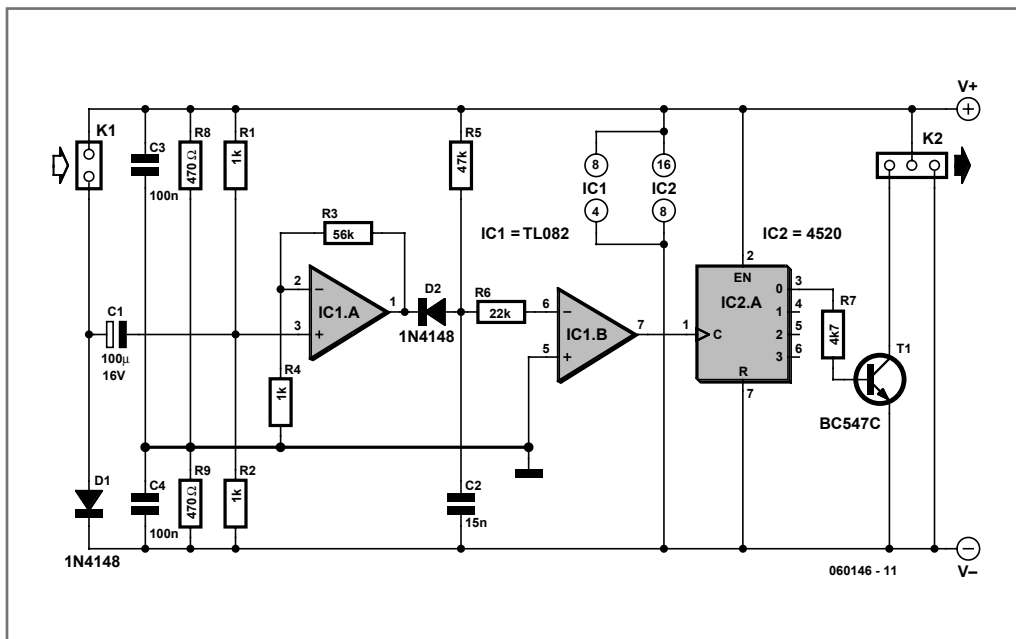 V+
K1
C3
100n
R8
470 Ω
R1
1k
R5
47k
8
IC1
4
16
IC2
8
K2
R3
56k
IC1 = TL082
IC2 = 4520
2
EN
IC2.A
C
R
0
1
2
3
3
4
5
6
1
7
R7
4k7
T1
BC547C
C1
100µ
16V
2
3
1
IC1.A
D2
1N4148
R6
22k
6
5
7
IC1.B
R4
1k
D1
1N4148
C4
100n
R9
470 Ω
R2
1k
C2
15n
060146 - 11
V–